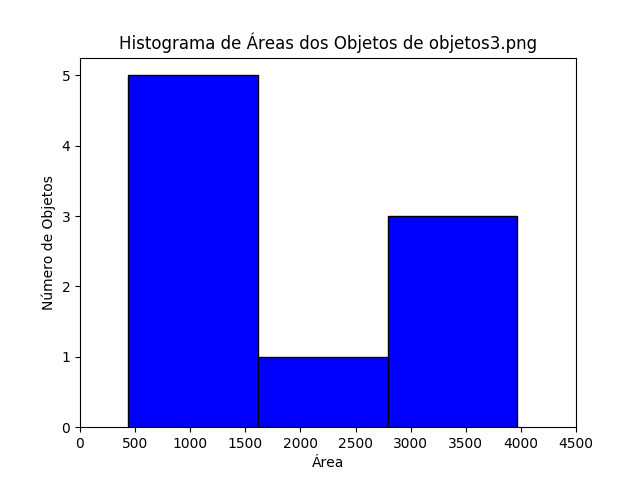 Histograma de Áreas dos Objetos de objetos3.png
5
4
3
2
1
0
Número de Objetos
0 500 1000 1500 2000 2500 3000 3500 4000 4500
Área